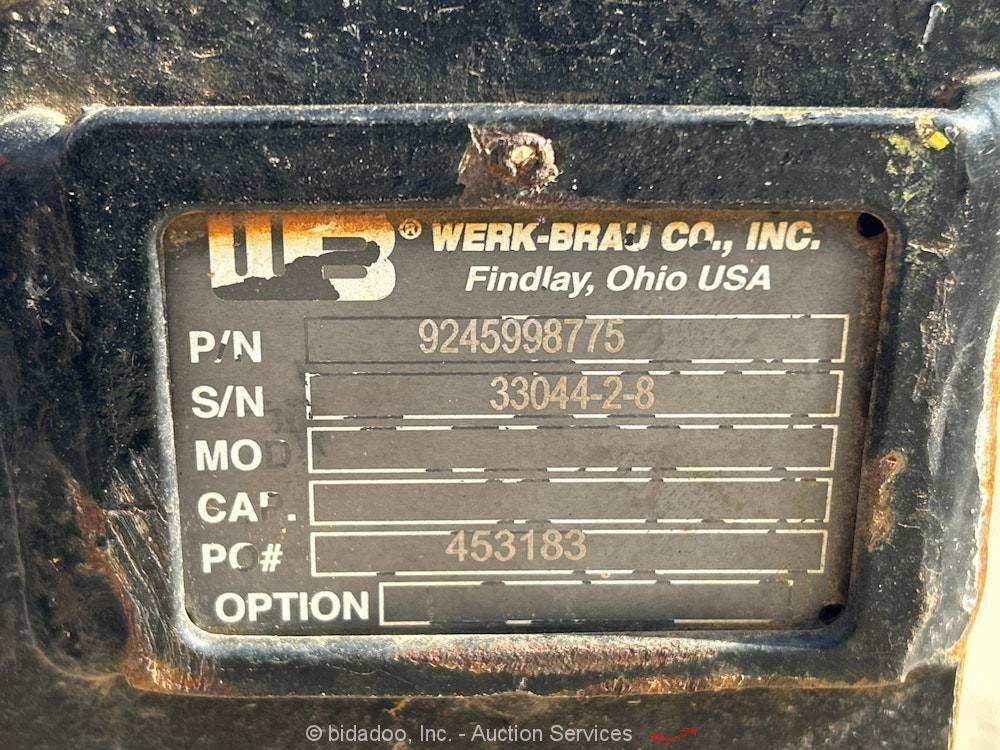 WB® WERK-BRAU CO., INC.
Findlay, Ohio USA
P/N 9245998775
S/N 33044-2-8
MOD.
CAP.
PO# 453183
OPTION
© bidadoo, Inc. - Auction Services